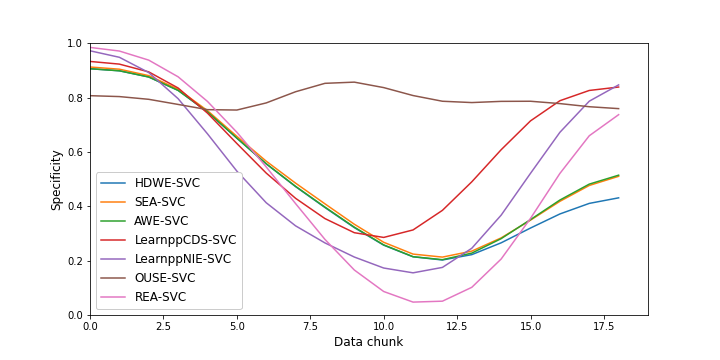 1.0
0.8
0.6
0.4
0.2
0.0
Specificity
HDWE-SVC
SEA-SVC
AWE-SVC
LearnppCDS-SVC
LearnppNIE-SVC
OUSE-SVC
REA-SVC
0.0 2.5 5.0 7.5 10.0 12.5 15.0 17.5
Data chunk